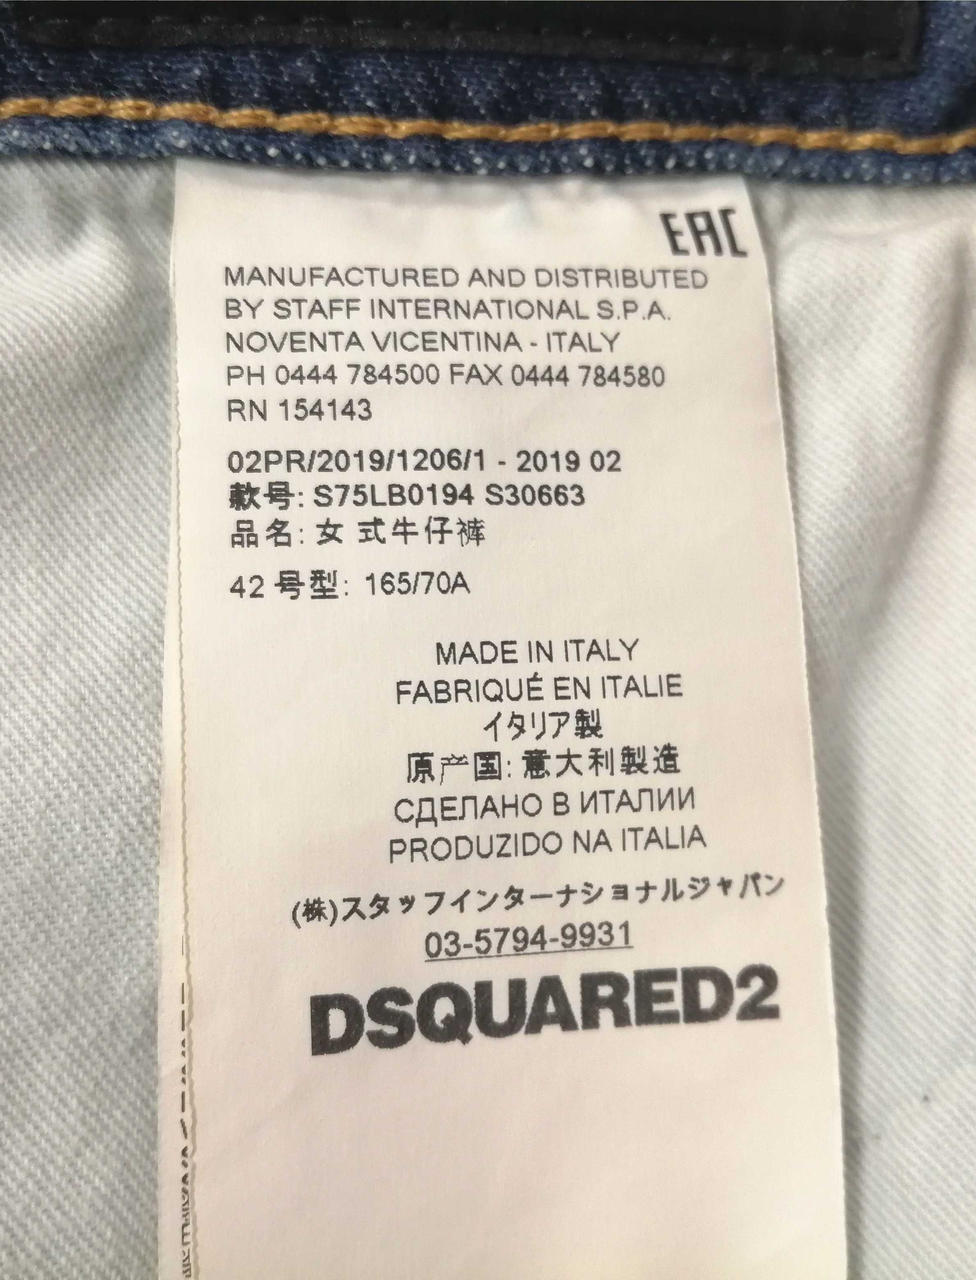 EAC
MANUFACTURED AND DISTRIBUTED
BY STAFF INTERNATIONAL S.P.A.
NOVENTA VICENTINA - ITALY
PH 0444 784500 FAX 0444 784580
RN 154143
02PR/2019/1206/1 - 2019 02
款号: S75LB0194 S30663
品名: 女 式牛仔裤
42 号型: 165/70A
MADE IN ITALY
FABRIQUÉ EN ITALIE
イタリア製
原产国: 意大利製造
СДЕЛАНО В ИТАЛИИ
PRODUZIDO NA ITALIA
(株)スタッフインターナショナルジャパン
03-5794-9931
DSQUARED2